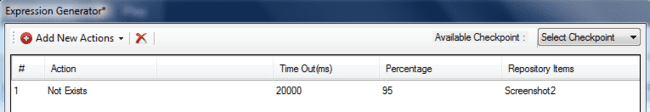 Expression Generator*
Add New Actions Available Checkpoint : Select Checkpoint
# Action Time Out(ms) Percentage Repository Items
1 Not Exists 20000 95 Screenshot2